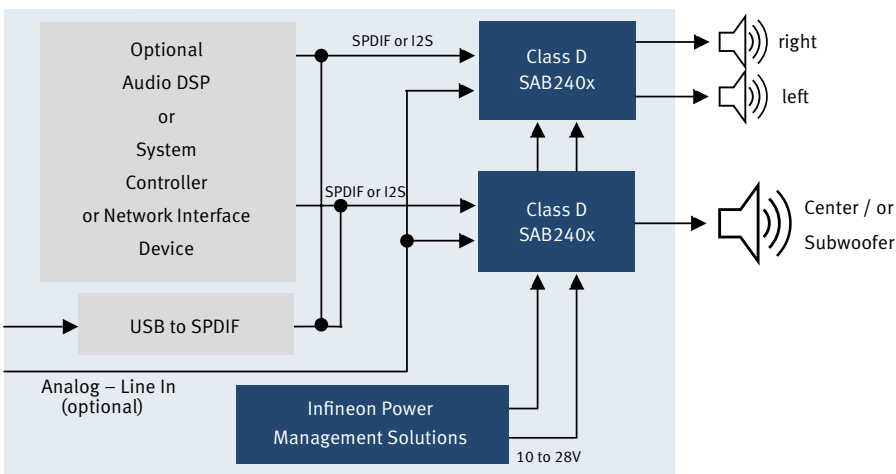 Optional
Audio DSP
or
System
Controller
or Network Interface
Device
SPDIF or I2S
Class D
SAB240x
right
left
SPDIF or I2S
Class D
SAB240x
Center / or
Subwoofer
USB to SPDIF
Analog – Line In
(optional)
Infineon Power
Management Solutions
10 to 28V